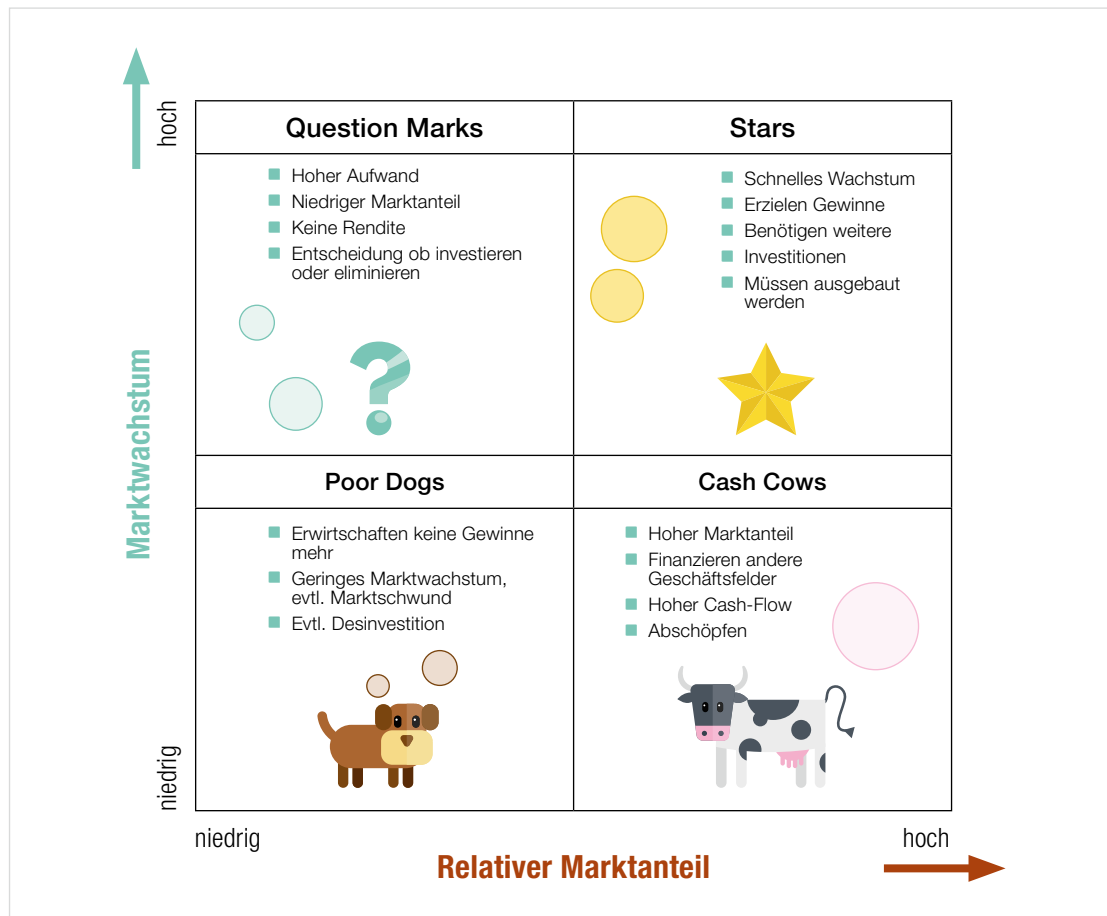 hoch
Question Marks
Hoher Aufwand
Niedriger Marktanteil
Keine Rendite
Entscheidung ob investieren
oder eliminieren
Stars
Schnelles Wachstum
Erzielen Gewinne
Benötigen weitere
Investitionen
Müssen ausgebaut
werden
Marktwachstum
Poor Dogs
Erwirtschaften keine Gewinne
mehr
Geringes Marktwachstum,
evtl. Marktschwund
Evtl. Desinvestition
Cash Cows
Hoher Marktanteil
Finanzieren andere
Geschäftsfelder
Hoher Cash-Flow
Abschöpfen
niedrig
niedrig
hoch
Relativer Marktanteil